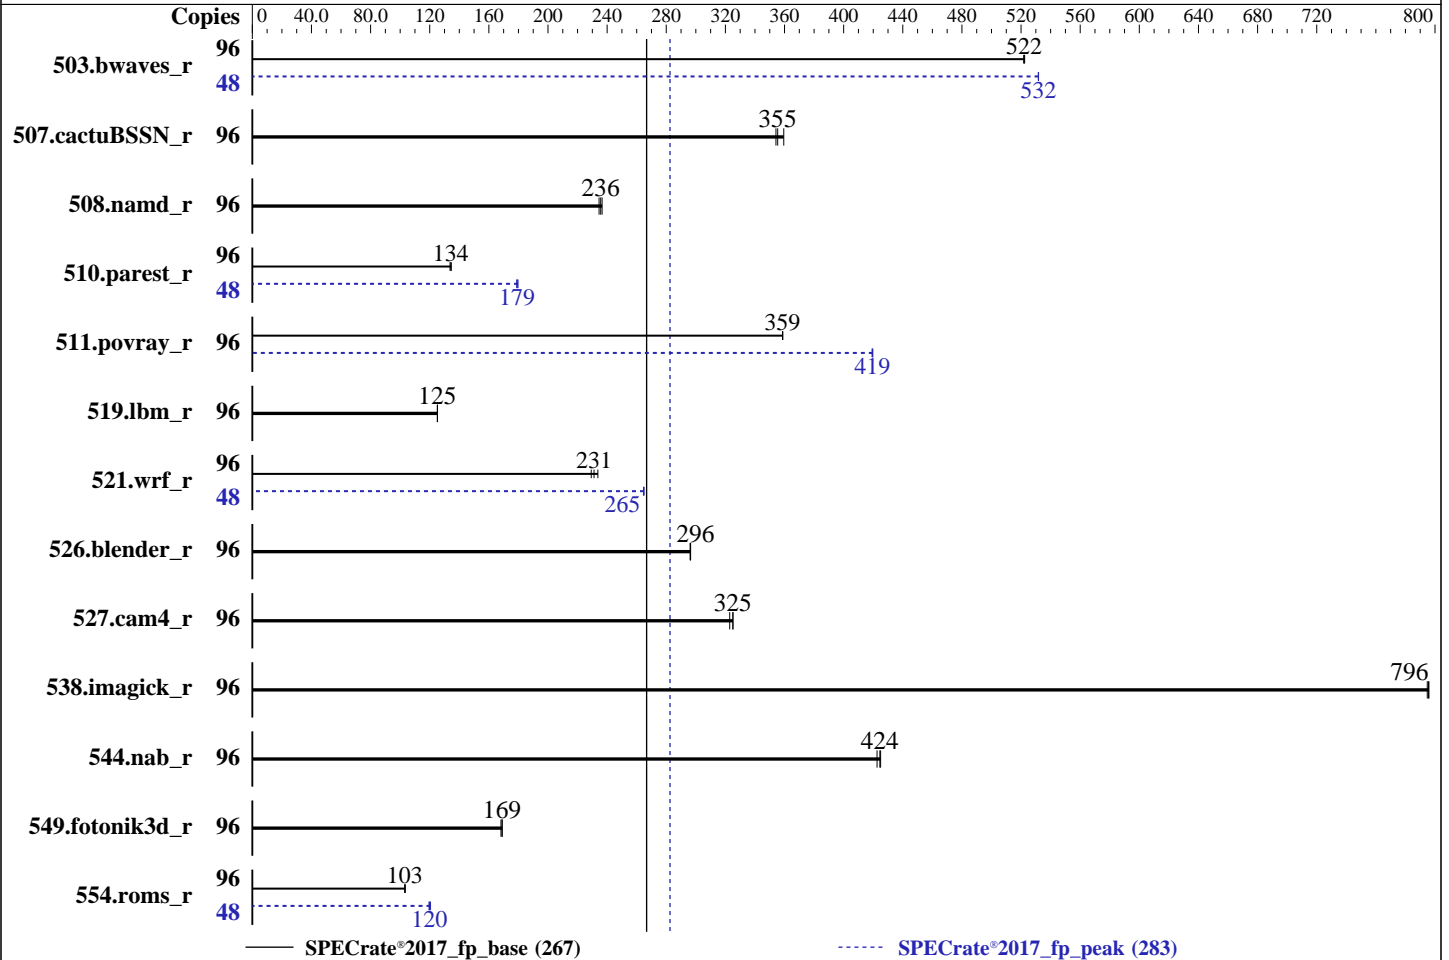 Copies 0 40.0 80.0 120 160 200 240 280 320 360 400 440 480 520 560 600 640 680 720 800
503.bwaves_r 96 522
48 532
507.cactuBSSN_r 96 355
508.namd_r 96 236
510.parest_r 96 134
48 179
511.povray_r 96 359
419
519.lbm_r 96 125
521.wrf_r 96 231
48 265
526.blender_r 96 296
527.cam4_r 96 325
538.imagick_r 96 796
544.nab_r 96 424
549.fotonik3d_r 96 169
554.roms_r 96 103
48 120
SPECrate®2017_fp_base (267) SPECrate®2017_fp_peak (283)